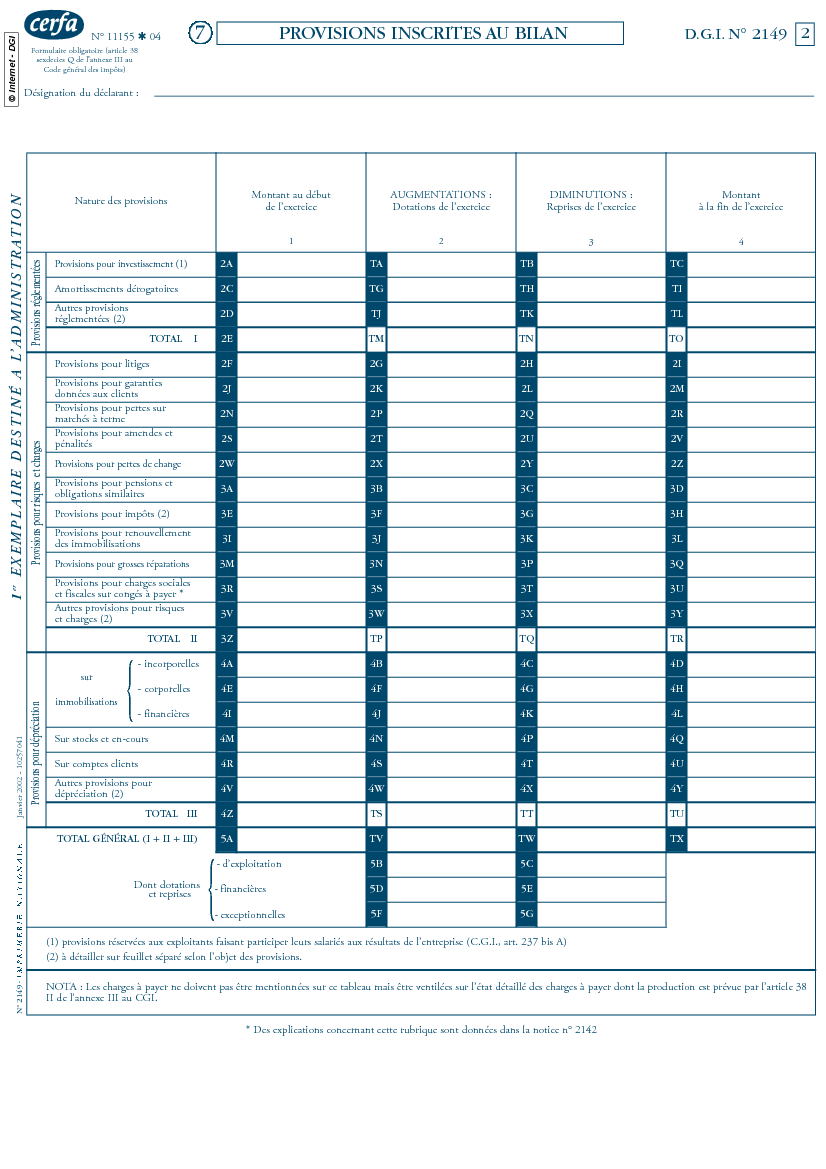 cerfa
N° 11155 ✱ 04
Formulaire obligatoire (article 38
sexdecies Q de l'annexe III au
Code général des impôts)
7
PROVISIONS INSCRITES AU BILAN
D.G.I. N° 2149 2
© Internet - DGI
Désignation du déclarant :
1er EXEMPLAIRE DESTINÉ A L'ADMINISTRATION
Nature des provisions
Montant au début
de l'exercice
1
AUGMENTATIONS :
Dotations de l'exercice
2
DIMINUTIONS :
Reprises de l'exercice
3
Montant
à la fin de l'exercice
4
Provisions réglementées
Provisions pour investissement (1) 2A TA TB TC
Amortissements dérogatoires 2C TG TH TI
Autres provisions
réglementées (2) 2D TJ TK TL
TOTAL I 2E TM TN TO
Provisions pour risques et charges
Provisions pour litiges 2F 2G 2H 2I
Provisions pour garanties
données aux clients 2J 2K 2L 2M
Provisions pour pertes sur
marchés à terme 2N 2P 2Q 2R
Provisions pour amendes et
pénalités 2S 2T 2U 2V
Provisions pour pertes de change 2W 2X 2Y 2Z
Provisions pour pensions et
obligations similaires 3A 3B 3C 3D
Provisions pour impôts (2) 3E 3F 3G 3H
Provisions pour renouvellement
des immobilisations 3I 3J 3K 3L
Provisions pour grosses réparations 3M 3N 3P 3Q
Provisions pour charges sociales
et fiscales sur congés à payer * 3R 3S 3T 3U
Autres provisions pour risques
et charges (2) 3V 3W 3X 3Y
TOTAL II 3Z TP TQ TR
Provisions pour dépréciation
sur
immobilisations
- incorporelles 4A 4B 4C 4D
- corporelles 4E 4F 4G 4H
- financières 4I 4J 4K 4L
Sur stocks et en-cours 4M 4N 4P 4Q
Sur comptes clients 4R 4S 4T 4U
Autres provisions pour
dépréciation (2) 4V 4W 4X 4Y
TOTAL III 4Z TS TT TU
TOTAL GÉNÉRAL (I + II + III) 5A TV TW TX
Dont dotations
et reprises
- d'exploitation 5B 5C
- financières 5D 5E
- exceptionnelles 5F 5G
(1) provisions réservées aux exploitants faisant participer leurs salariés aux résultats de l'entreprise (C.G.I., art. 237 bis A)
(2) à détailler sur feuillet séparé selon l'objet des provisions.
NOTA : Les charges à payer ne doivent pas être mentionnées sur ce tableau mais être ventilées sur l'état détaillé des charges à payer dont la production est prévue par l'article 38
II de l'annexe III au CGI.
* Des explications concernant cette rubrique sont données dans la notice n° 2142
N° 2149 - IMPRIMERIE NATIONALE
Janvier 2002 - 10257041